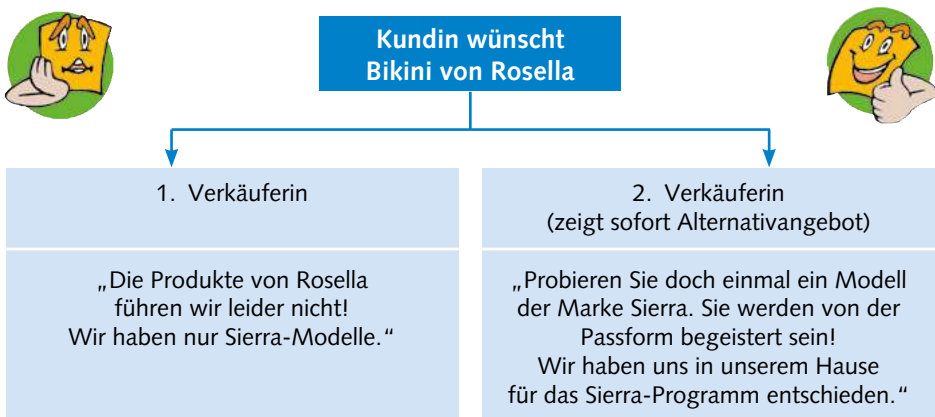 Kundin wünscht
Bikini von Rosella
1. Verkäuferin
2. Verkäuferin
(zeigt sofort Alternativangebot)
„Die Produkte von Rosella
führen wir leider nicht!
Wir haben nur Sierra-Modelle.“
„Probieren Sie doch einmal ein Modell
der Marke Sierra. Sie werden von der
Passform begeistert sein!
Wir haben uns in unserem Hause
für das Sierra-Programm entschieden.“